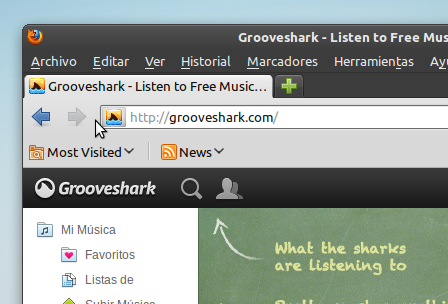 Grooveshark - Listen to Free Mus
Archivo Editar Ver Historial Marcadores Herramientas Ay
Grooveshark - Listen to Free Music…
http://grooveshark.com/
Most Visited News
Grooveshark
Mi Música
Favoritos
Listas de
Subir Música
What the sharks
are listening to